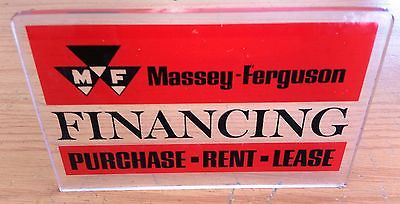 MF Massey-Ferguson
FINANCING
PURCHASE ▪ RENT ▪ LEASE